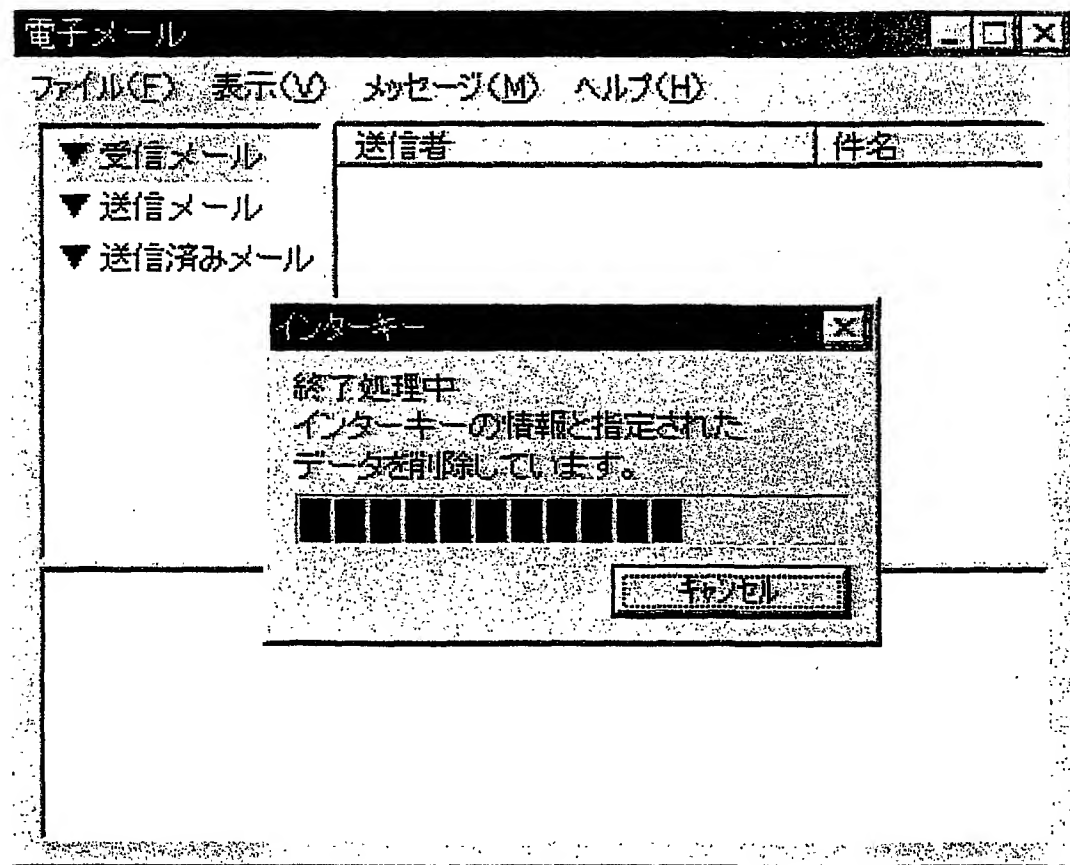 電子メール
ファイル(F) 表示(V) メッセージ(M) ヘルプ(H)
▼受信メール
▼送信メール
▼送信済みメール
送信者 件名
インターキー
終了処理中
インターキーの情報と指定された
データを削除しています。
キャンセル